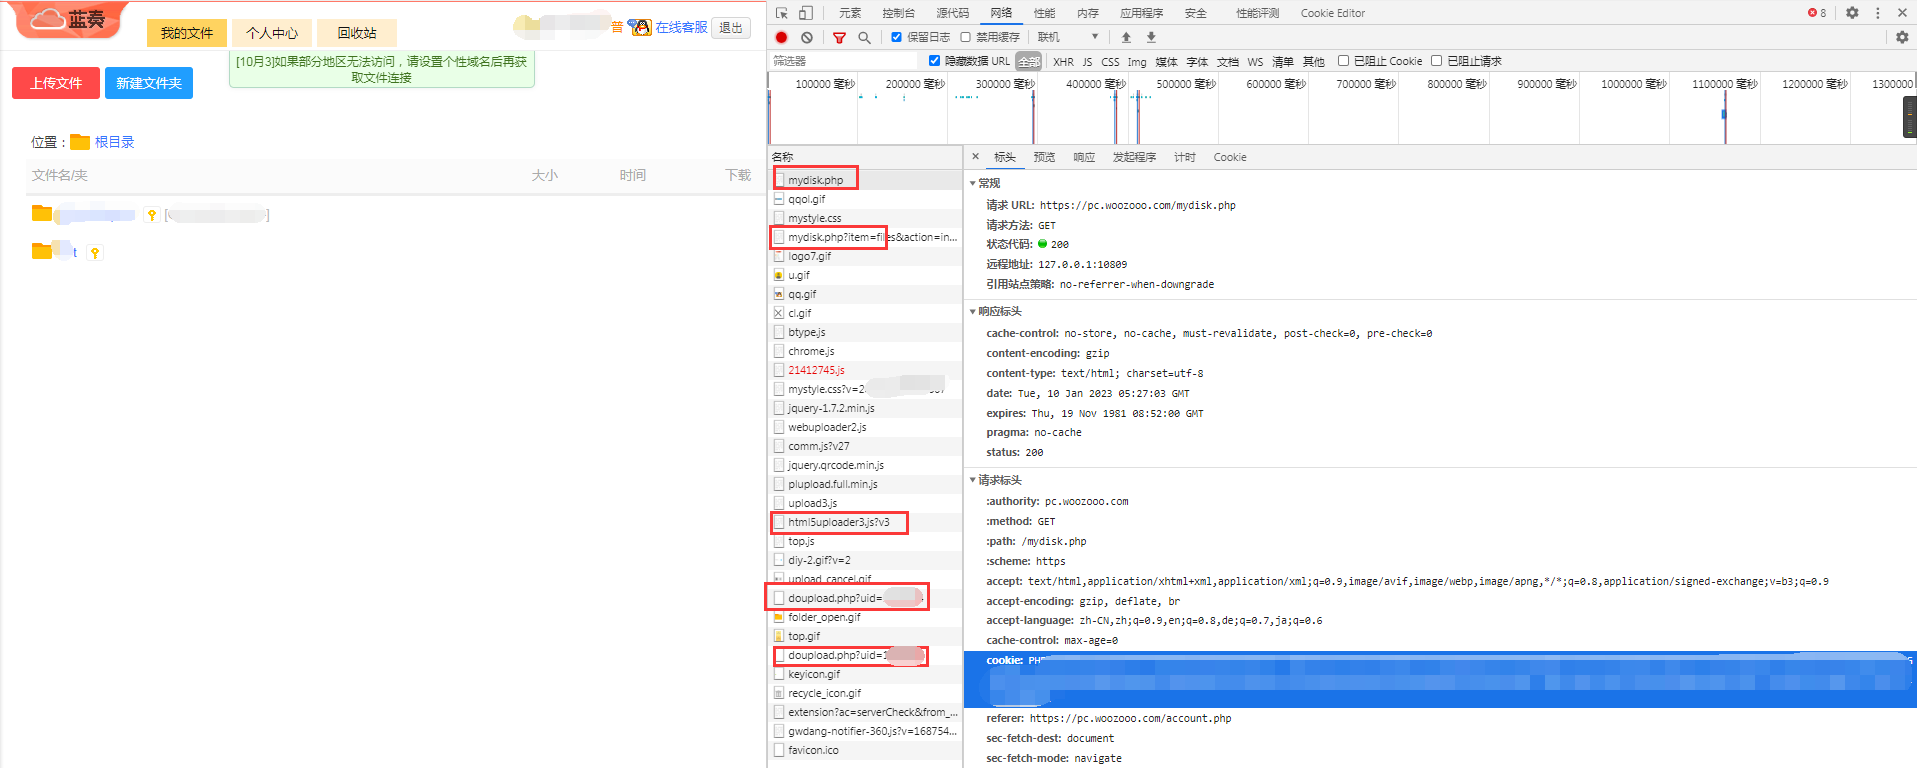 蓝奏
我的文件
个人中心
回收站
普
在线客服
退出
[10月3]如果部分地区无法访问，请设置个性域名后再获
取文件连接
上传文件
新建文件夹
位置：
根目录
文件名/夹
大小
时间
下载
t
元素
控制台
源代码
网络
性能
内存
应用程序
安全
性能评测
Cookie Editor
8
保留日志
禁用缓存
联机
筛选器
隐藏数据 URL
全部
XHR
JS
CSS
Img
媒体
字体
文档
WS
清单
其他
已阻止 Cookie
已阻止请求
100000 毫秒
200000 毫秒
300000 毫秒
400000 毫秒
500000 毫秒
600000 毫秒
700000 毫秒
800000 毫秒
900000 毫秒
1000000 毫秒
1100000 毫秒
1200000 毫秒
1300000
名称
mydisk.php
qqol.gif
mystyle.css
mydisk.php?item=files&action=in...
logo7.gif
u.gif
qq.gif
cl.gif
btype.js
chrome.js
21412745.js
mystyle.css?v=2
jquery-1.7.2.min.js
webuploader2.js
comm.js?v27
jquery.qrcode.min.js
plupload.full.min.js
upload3.js
html5uploader3.js?v3
top.js
diy-2.gif?v=2
upload_cancel.gif
doupload.php?uid=
folder_open.gif
top.gif
doupload.php?uid=1
keyicon.gif
recycle_icon.gif
extension?ac=serverCheck&from_...
gwdang-notifier-360.js?v=168754...
favicon.ico
标头
预览
响应
发起程序
计时
Cookie
常规
请求 URL: https://pc.woozooo.com/mydisk.php
请求方法: GET
状态代码: 200
远程地址: 127.0.0.1:10809
引用站点策略: no-referrer-when-downgrade
响应标头
cache-control: no-store, no-cache, must-revalidate, post-check=0, pre-check=0
content-encoding: gzip
content-type: text/html; charset=utf-8
date: Tue, 10 Jan 2023 05:27:03 GMT
expires: Thu, 19 Nov 1981 08:52:00 GMT
pragma: no-cache
status: 200
请求标头
:authority: pc.woozooo.com
:method: GET
:path: /mydisk.php
:scheme: https
accept: text/html,application/xhtml+xml,application/xml;q=0.9,image/avif,image/webp,image/apng,*/*;q=0.8,application/signed-exchange;v=b3;q=0.9
accept-encoding: gzip, deflate, br
accept-language: zh-CN,zh;q=0.9,en;q=0.8,de;q=0.7,ja;q=0.6
cache-control: max-age=0
cookie: PH
referer: https://pc.woozooo.com/account.php
sec-fetch-dest: document
sec-fetch-mode: navigate